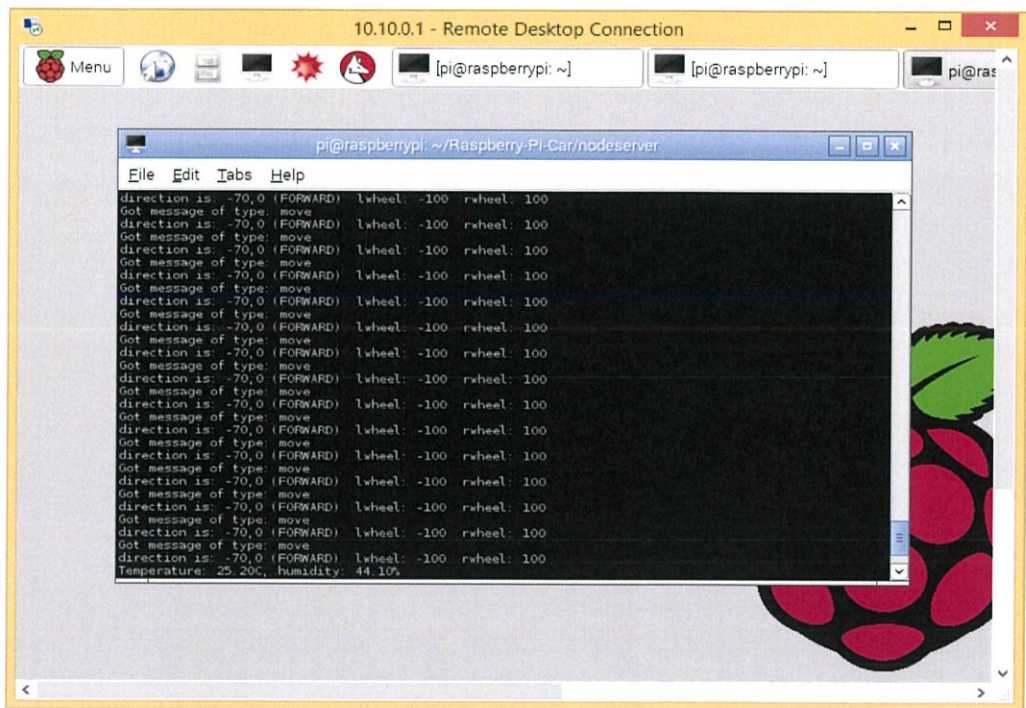 10.10.0.1 - Remote Desktop Connection
Menu
[pi@raspberrypi: ~]
[pi@raspberrypi: ~]
pi@ras
pi@raspberrypi: ~/Raspberry-Pi-Car/nodeserver
File Edit Tabs Help
direction is: -70,0 (FORWARD) lwheel: -100 rwheel: 100
Got message of type: move
direction is: -70,0 (FORWARD) lwheel: -100 rwheel: 100
Got message of type: move
direction is: -70,0 (FORWARD) lwheel: -100 rwheel: 100
Got message of type: move
direction is: -70,0 (FORWARD) lwheel: -100 rwheel: 100
Got message of type: move
direction is: -70,0 (FORWARD) lwheel: -100 rwheel: 100
Got message of type: move
direction is: -70,0 (FORWARD) lwheel: -100 rwheel: 100
Got message of type: move
direction is: -70,0 (FORWARD) lwheel: -100 rwheel: 100
Got message of type: move
direction is: -70,0 (FORWARD) lwheel: -100 rwheel: 100
Got message of type: move
direction is: -70,0 (FORWARD) lwheel: -100 rwheel: 100
Got message of type: move
direction is: -70,0 (FORWARD) lwheel: -100 rwheel: 100
Got message of type: move
direction is: -70,0 (FORWARD) lwheel: -100 rwheel: 100
Got message of type: move
direction is: -70,0 (FORWARD) lwheel: -100 rwheel: 100
Got message of type: move
direction is: -70,0 (FORWARD) lwheel: -100 rwheel: 100
Got message of type: move
direction is: -70,0 (FORWARD) lwheel: -100 rwheel: 100
Got message of type: move
direction is: -70,0 (FORWARD) lwheel: -100 rwheel: 100
Temperature: 25.20C, humidity: 44.10%